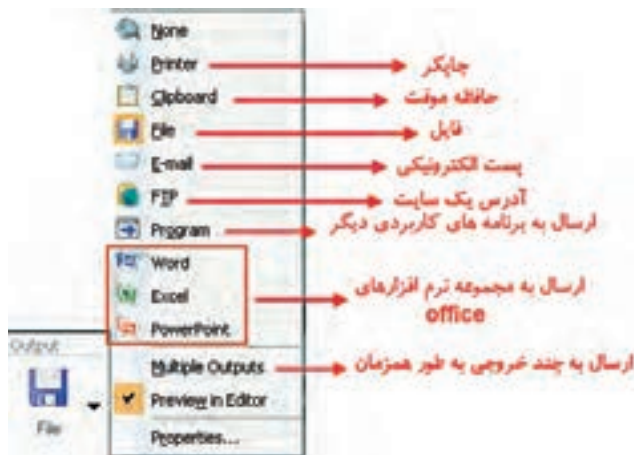 None
Printer چاپگر
Clipboard حافظه موقت
File فایل
E-mail پست الکترونیکی
FTP آدرس یک سایت
Program ارسال به برنامه های کاربردی دیگر
Word
Excel ارسال به مجموعه نرم افزارهای
PowerPoint office
Output
Multiple Outputs ارسال به چند خروجی به طور همزمان
Preview in Editor
File
Properties...